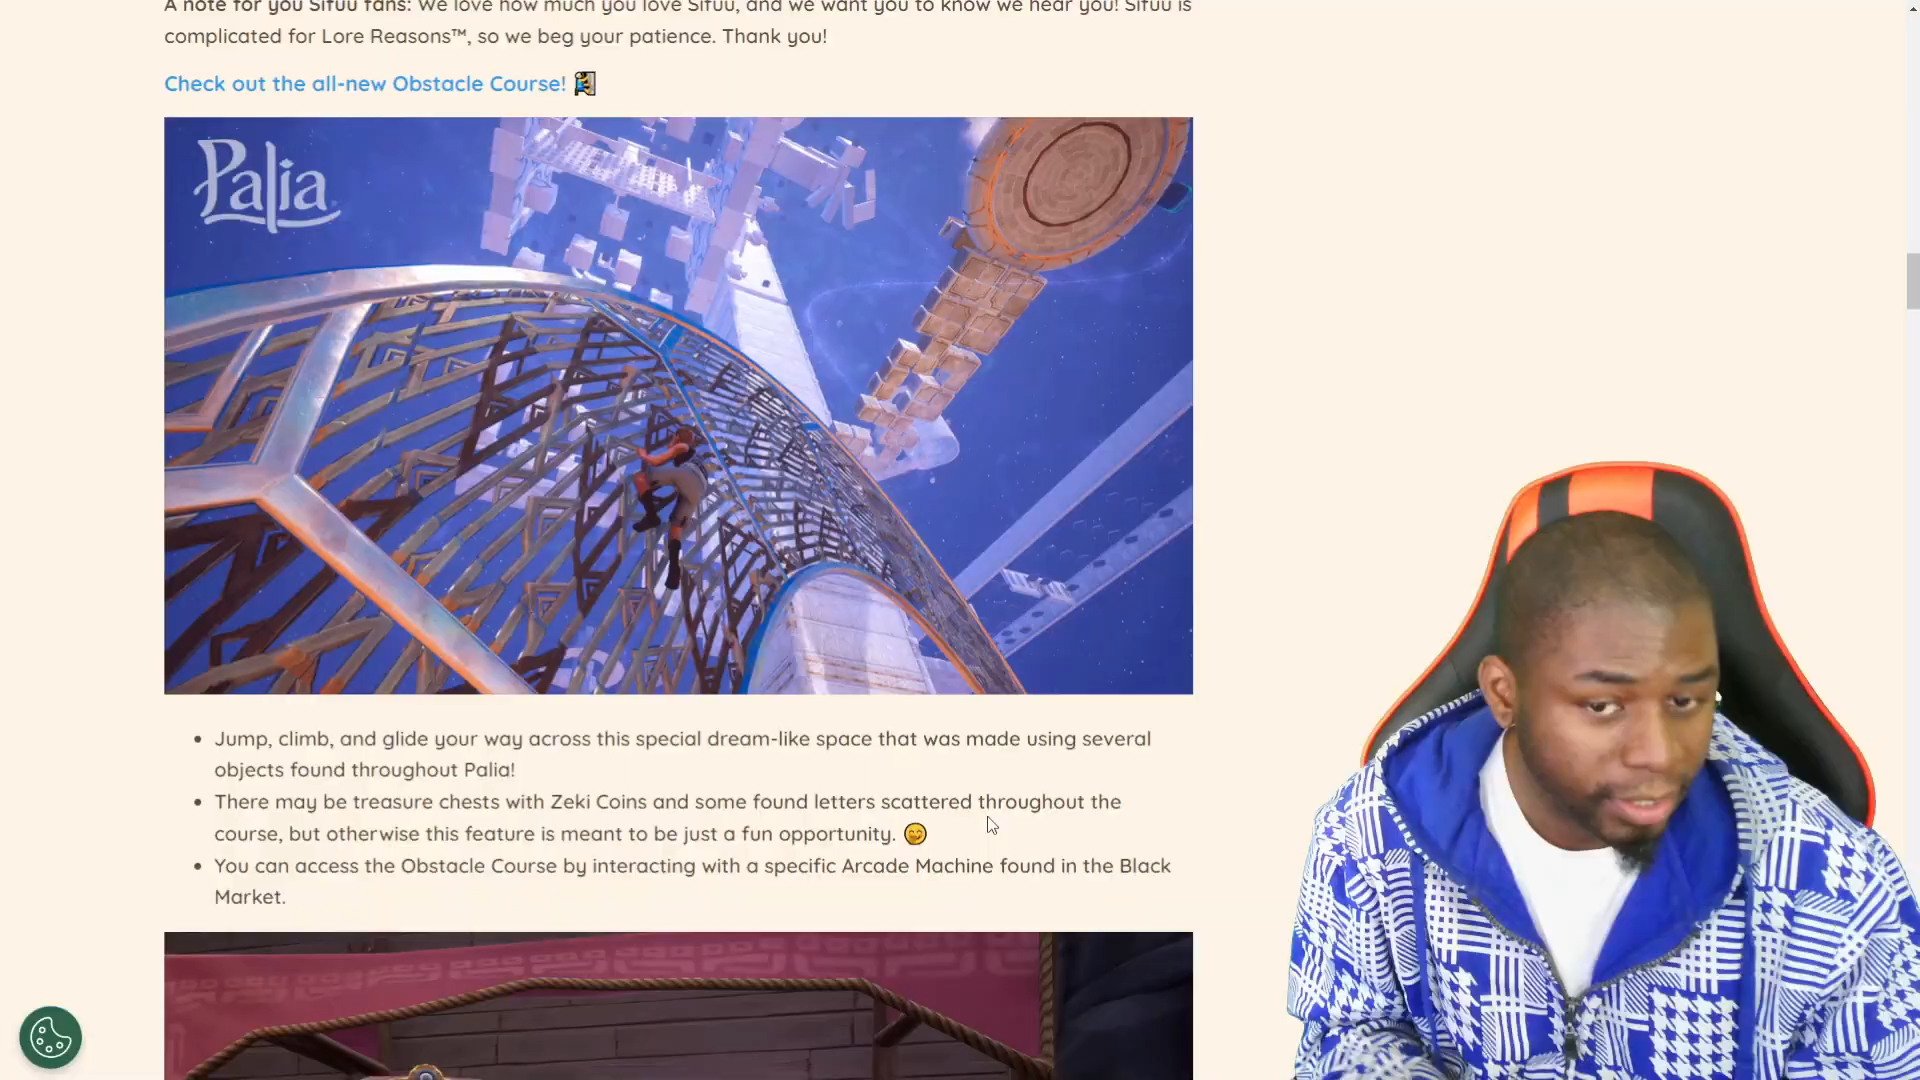 A note for you Sifuu fans: We love how much you love Sifuu, and we want you to know we hear you! Sifuu is
complicated for Lore Reasons™, so we beg your patience. Thank you!
Check out the all-new Obstacle Course!
Palia
Jump, climb, and glide your way across this special dream-like space that was made using several
objects found throughout Palia!
There may be treasure chests with Zeki Coins and some found letters scattered throughout the
course, but otherwise this feature is meant to be just a fun opportunity.
You can access the Obstacle Course by interacting with a specific Arcade Machine found in the Black
Market.